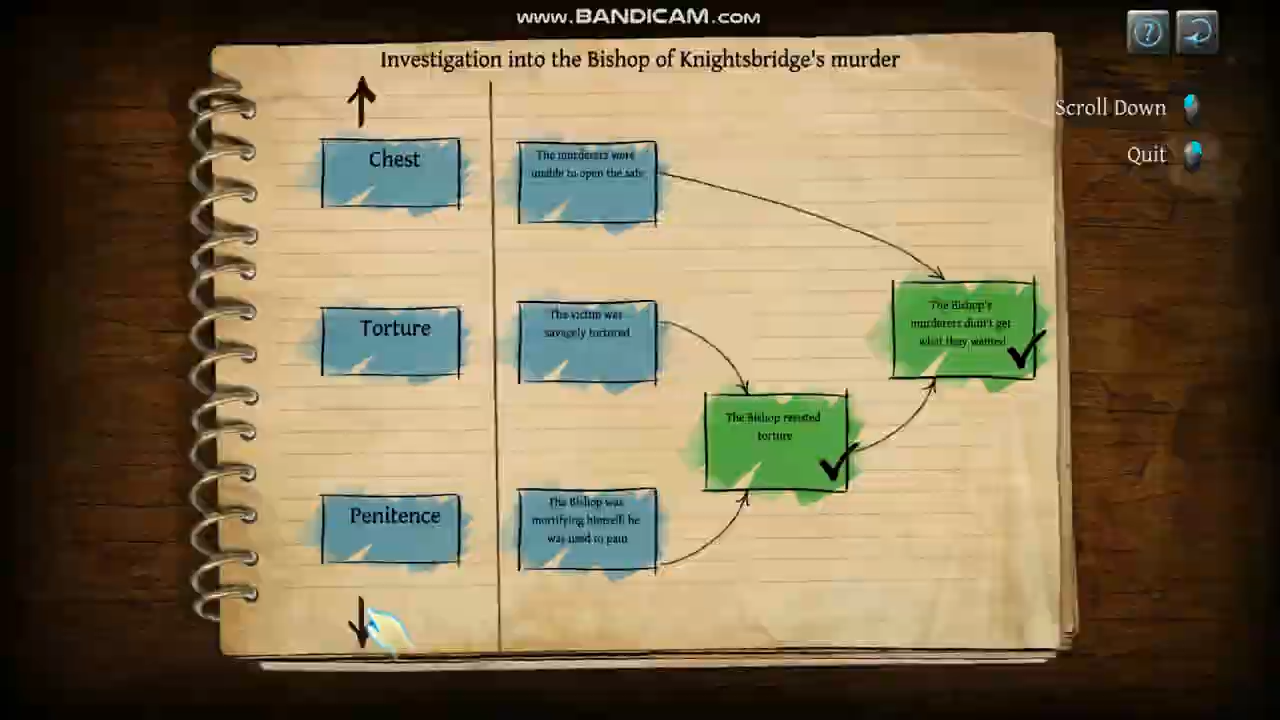 www.BANDICAM.com
Investigation into the Bishop of Knightsbridge's murder
Scroll Down
Quit
Chest
The murderers were
unable to open the safe
The Bishop's
murderers didn't get
what they wanted
Torture
The victim was
savagely tortured
The Bishop resisted
torture
Penitence
The Bishop was
mortifying himself: he
was used to pain